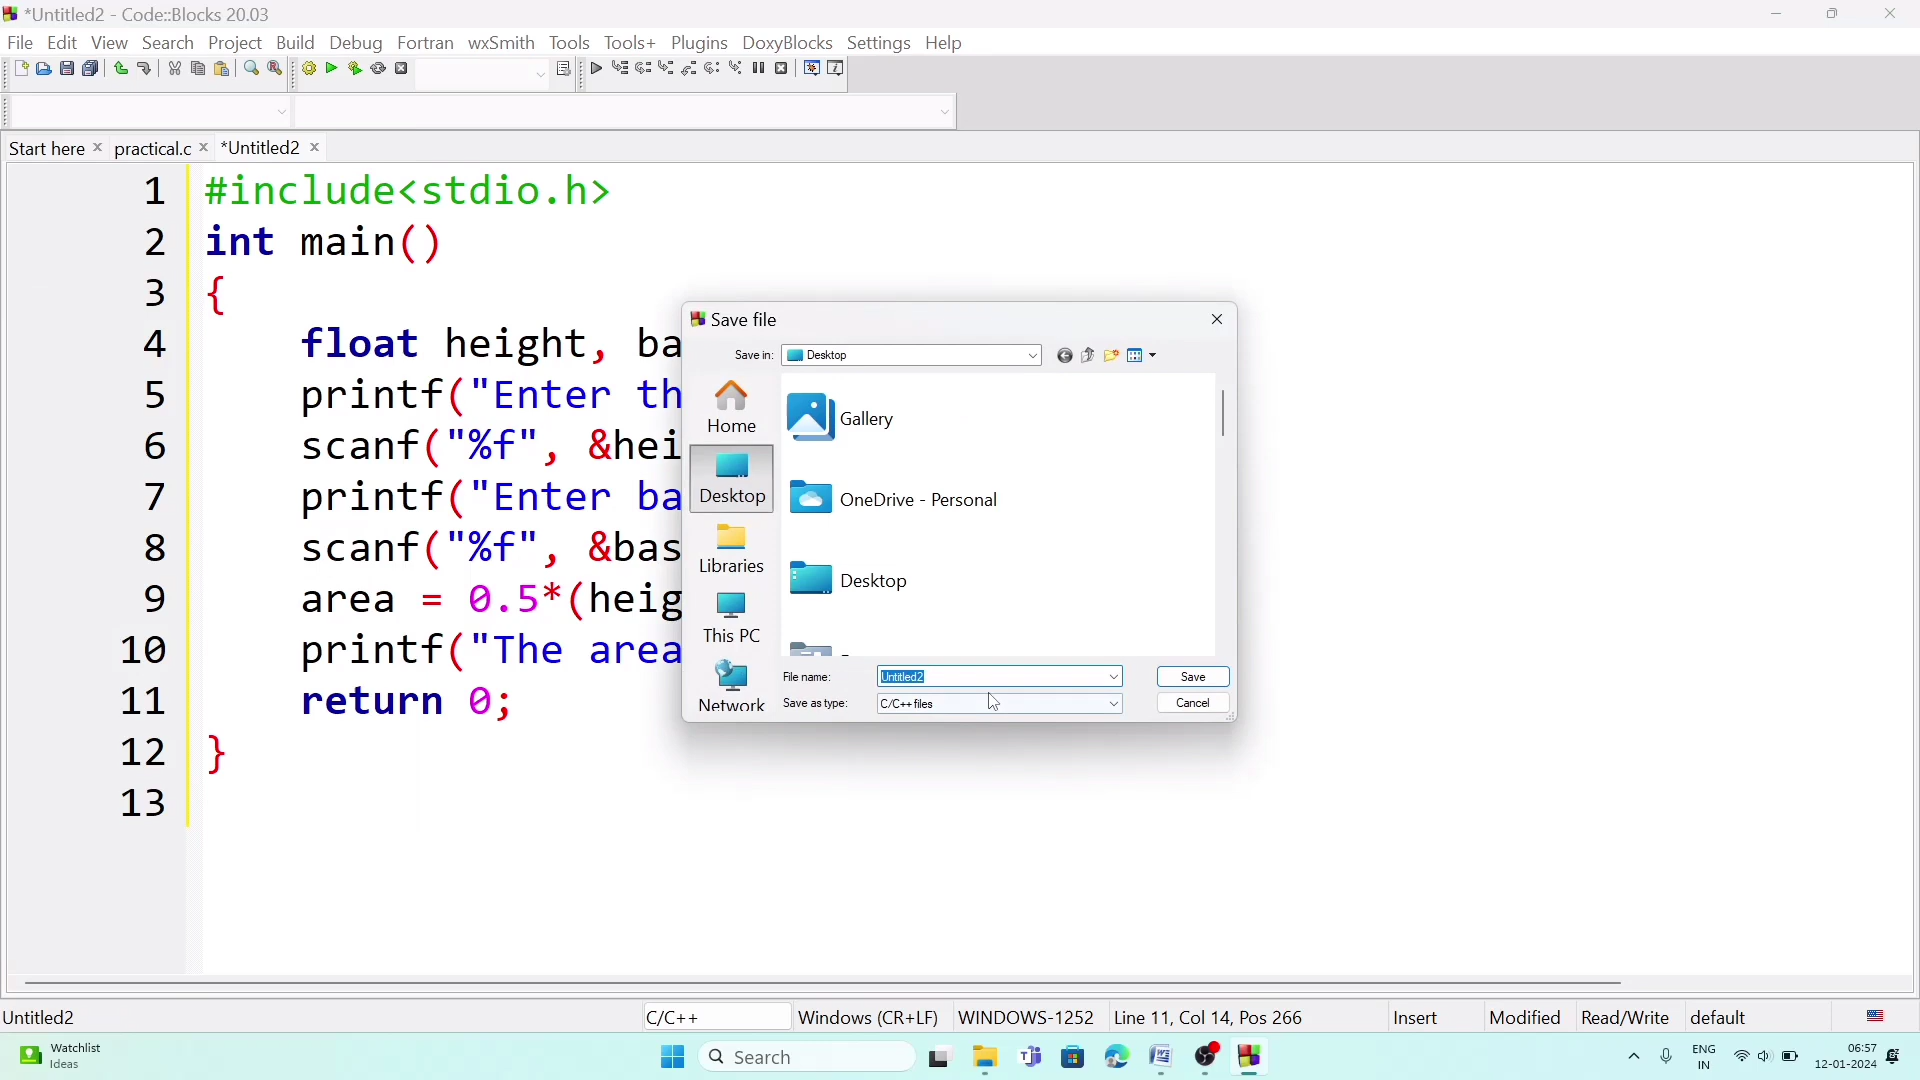 *Untitled2 - Code::Blocks 20.03
File Edit View Search Project Build Debug Fortran wxSmith Tools Tools+ Plugins DoxyBlocks Settings Help
Start here practical.c *Untitled2
1 #include<stdio.h>
2 int main()
3 {
4 float height, ba
5 printf("Enter th
6 scanf("%f", &hei
7 printf("Enter ba
8 scanf("%f", &bas
9 area = 0.5*(heig
10 printf("The area
11 return 0;
12 }
13
Save file
Save in: Desktop
Home
Desktop
Libraries
This PC
Network
Gallery
OneDrive - Personal
Desktop
File name: Untitled2 Save
Save as type: C/C++ files Cancel
Untitled2 C/C++ Windows (CR+LF) WINDOWS-1252 Line 11, Col 14, Pos 266 Insert Modified Read/Write default
Watchlist
Ideas
Search
ENG
IN
06:57
12-01-2024